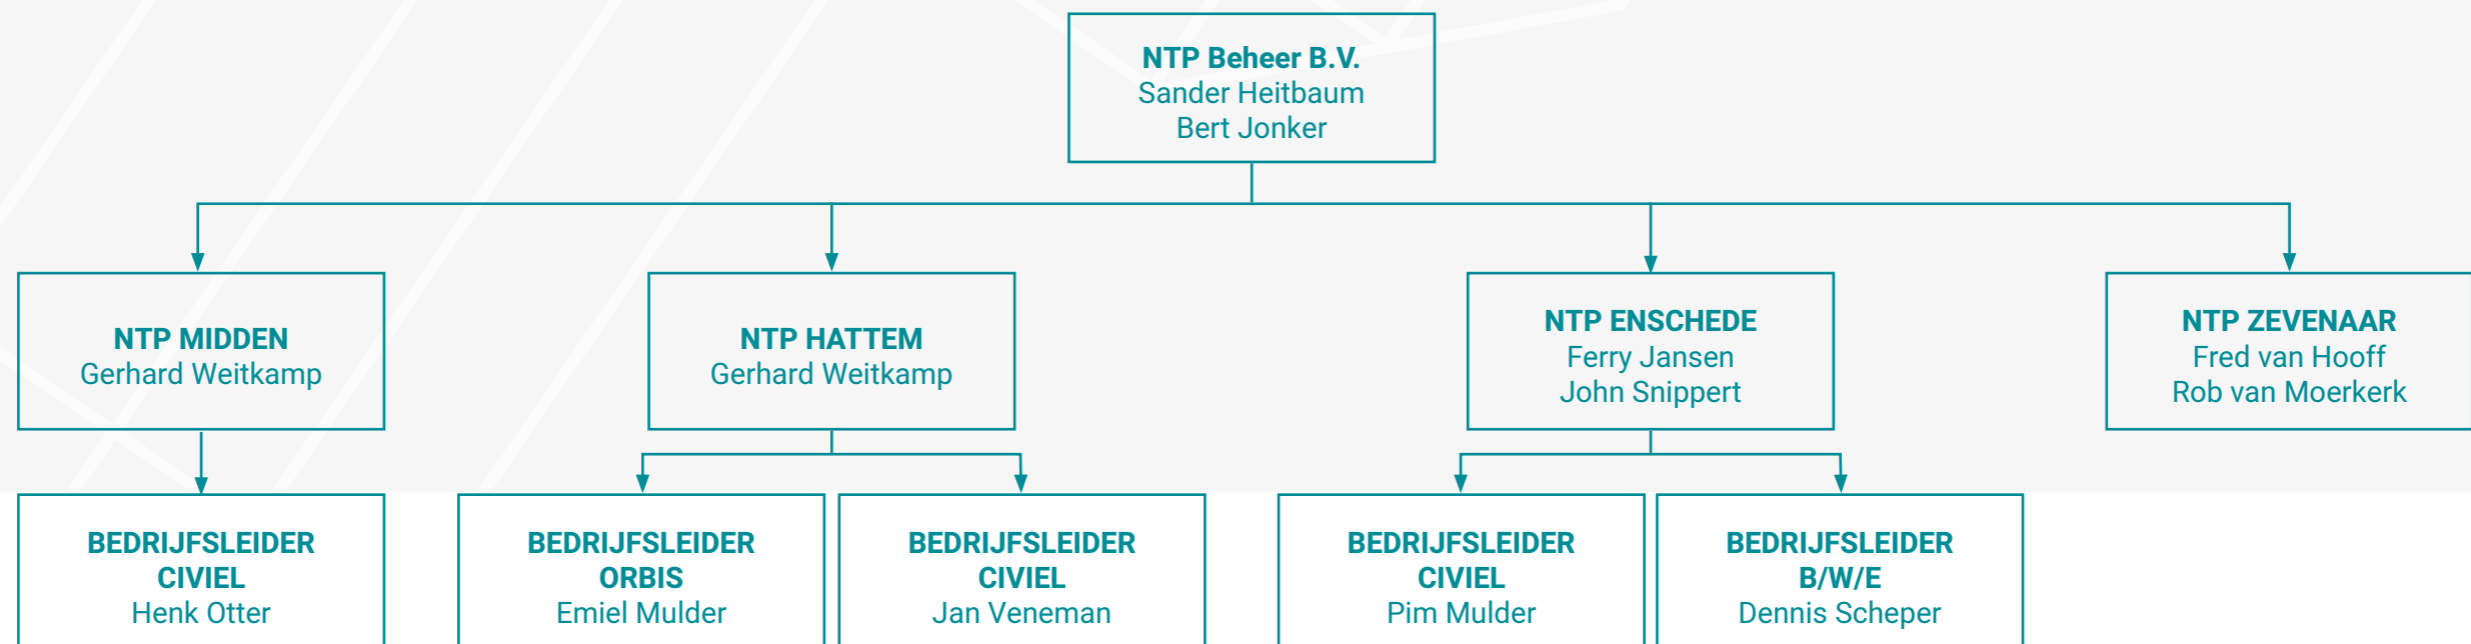 NTP Beheer B.V.
Sander Heitbaum
Bert Jonker
NTP MIDDEN
Gerhard Weitkamp
NTP HATTEM
Gerhard Weitkamp
NTP ENSCHEDE
Ferry Jansen
John Snippert
NTP ZEVENAAR
Fred van Hooff
Rob van Moerkerk
BEDRIJFSLEIDER
CIVIEL
Henk Otter
BEDRIJFSLEIDER
ORBIS
Emiel Mulder
BEDRIJFSLEIDER
CIVIEL
Jan Veneman
BEDRIJFSLEIDER
CIVIEL
Pim Mulder
BEDRIJFSLEIDER
B/W/E
Dennis Scheper